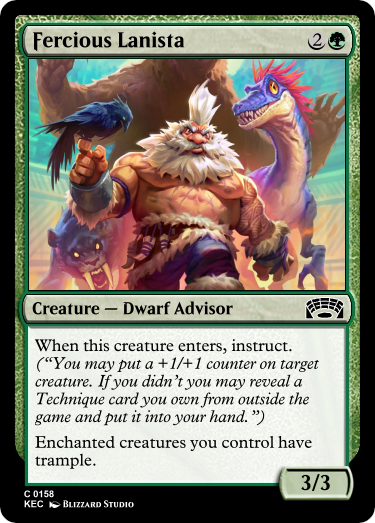 Fercious Lanista 2
Creature — Dwarf Advisor
When this creature enters, instruct.
(“You may put a +1/+1 counter on target
creature. If you didn’t you may reveal a
Technique card you own from outside the
game and put it into your hand.”)
Enchanted creatures you control have
trample.
3/3
C 0158
KEC Blizzard Studio